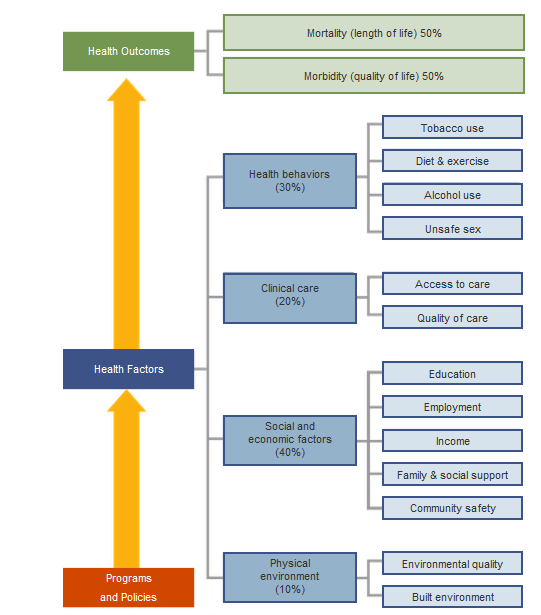 Health Outcomes
Mortality (length of life) 50%
Morbidity (quality of life) 50%
Health Factors
Health behaviors
(30%)
Tobacco use
Diet & exercise
Alcohol use
Unsafe sex
Clinical care
(20%)
Access to care
Quality of care
Social and
economic factors
(40%)
Education
Employment
Income
Family & social support
Community safety
Physical
environment
(10%)
Environmental quality
Built environment
Programs
and Policies